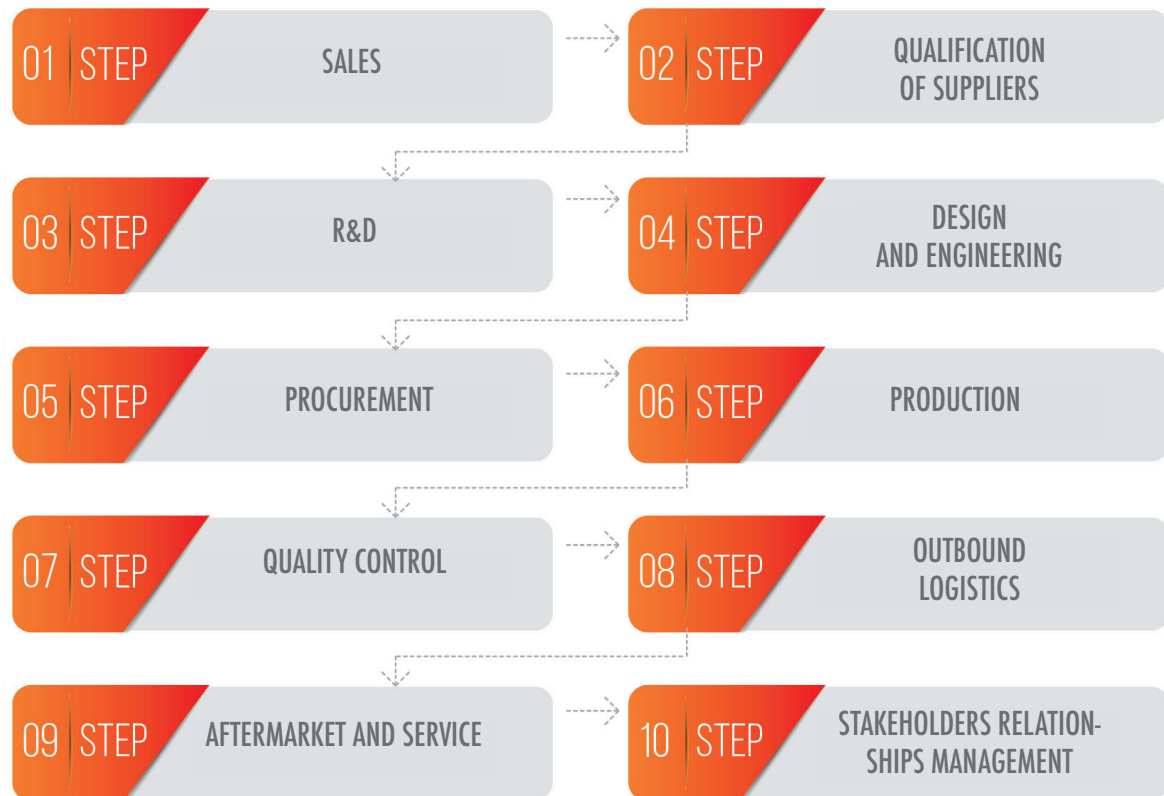 01 STEP SALES
02 STEP QUALIFICATION
OF SUPPLIERS
03 STEP R&D
04 STEP DESIGN
AND ENGINEERING
05 STEP PROCUREMENT
06 STEP PRODUCTION
07 STEP QUALITY CONTROL
08 STEP OUTBOUND
LOGISTICS
09 STEP AFTERMARKET AND SERVICE
10 STEP STAKEHOLDERS RELATION-
SHIPS MANAGEMENT